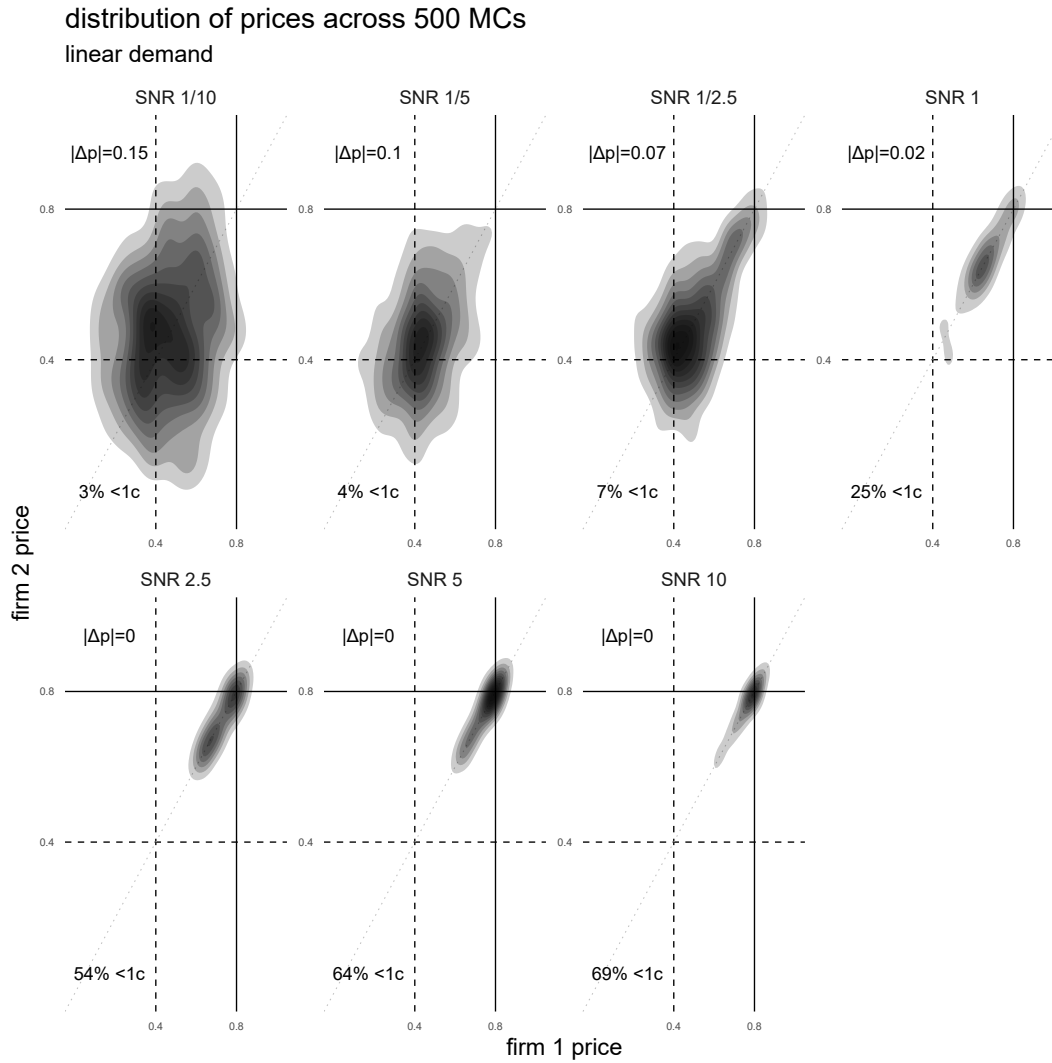 distribution of prices across 500 MCs
linear demand
SNR 1/10
SNR 1/5
SNR 1/2.5
SNR 1
|Δp|=0.15
|Δp|=0.1
|Δp|=0.07
|Δp|=0.02
0.8
0.8
0.8
0.8
0.4
0.4
0.4
0.4
3% <1c
4% <1c
7% <1c
25% <1c
0.4
0.8
0.4
0.8
0.4
0.8
0.4
0.8
firm 2 price
SNR 2.5
SNR 5
SNR 10
|Δp|=0
|Δp|=0
|Δp|=0
0.8
0.8
0.8
0.4
0.4
0.4
54% <1c
64% <1c
69% <1c
0.4
0.8
0.4
0.8
0.4
0.8
firm 1 price